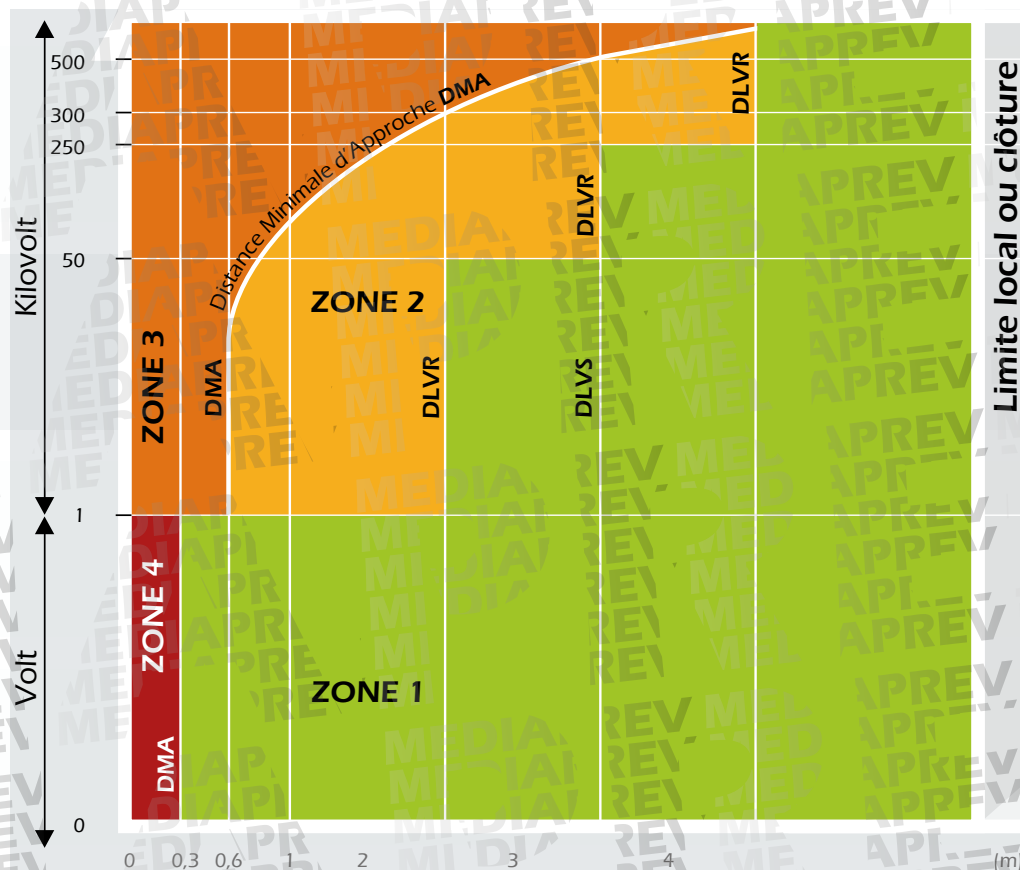 500
300
250
50
1
0
Kilovolt
Volt
Distance Minimale d'Approche DMA
DLVR
DLVR
ZONE 2
ZONE 3
DMA
DLVR
DLVS
ZONE 4
ZONE 1
DMA
Limite local ou clôture
0 0,3 0,6 1 2 3 4 (m)